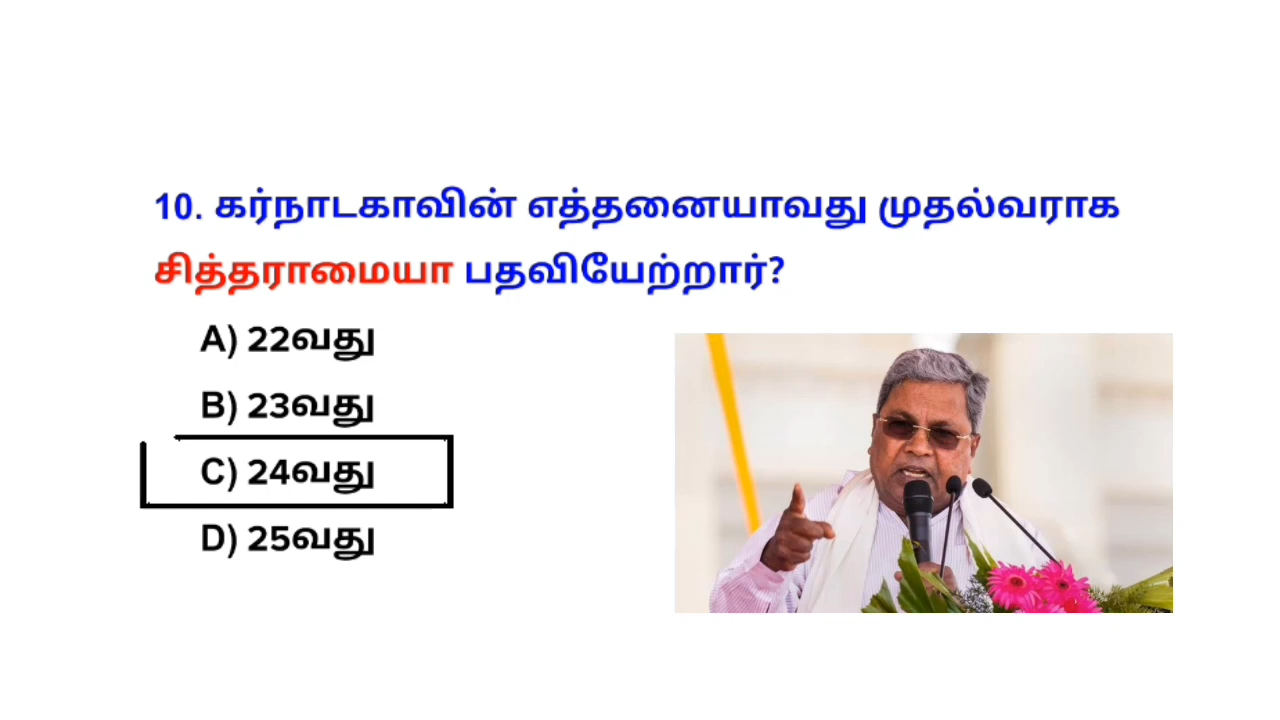 10. கர்நாடகாவின் எத்தனையாவது முதல்வராக
சித்தராமையா பதவியேற்றார்?
A) 22வது
B) 23வது
C) 24வது
D) 25வது